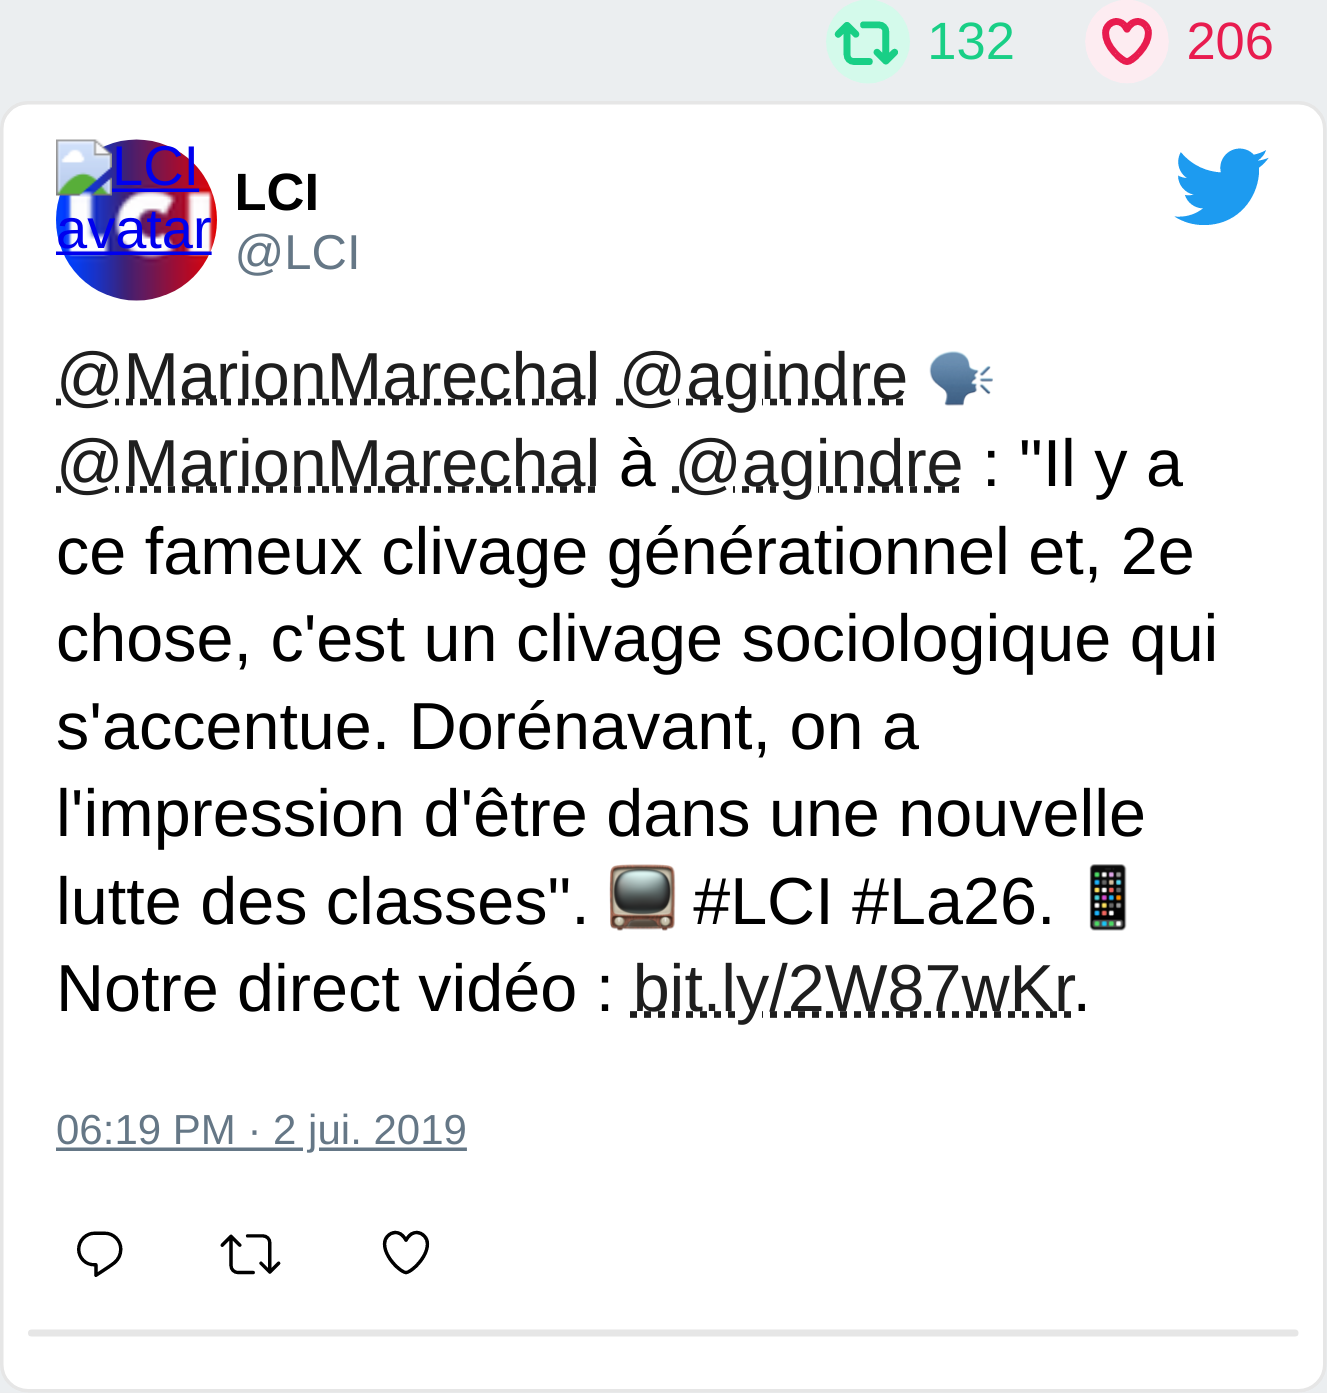 132 206
LCI avatar
LCI
@LCI
@MarionMarechal @agindre 🗣
@MarionMarechal à @agindre : "Il y a
ce fameux clivage générationnel et, 2e
chose, c'est un clivage sociologique qui
s'accentue. Dorénavant, on a
l'impression d'être dans une nouvelle
lutte des classes". 📺 #LCI #La26. 📱
Notre direct vidéo : bit.ly/2W87wKr.
06:19 PM · 2 jui. 2019